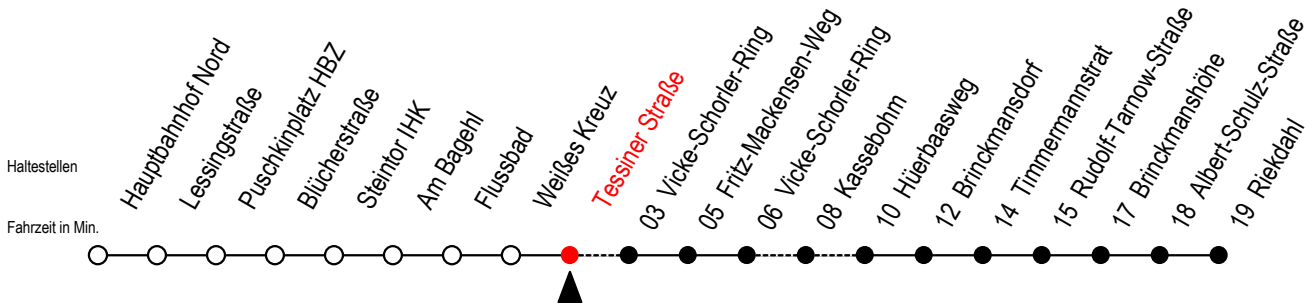 Haltestellen
Fahrzeit in Min.
Hauptbahnhof Nord
Lessingstraße
Puschkinplatz HBZ
Blücherstraße
Steintor IHK
Am Bagehl
Flussbad
Weißes Kreuz
Tessiner Straße
03 Vicke-Schorler-Ring
05 Fritz-Mackensen-Weg
06 Vicke-Schorler-Ring
08 Kassebohm
10 Hüerbaasweg
12 Brinckmansdorf
14 Timmermannstrat
15 Rudolf-Tarnow-Straße
17 Brinckmanshöhe
18 Albert-Schulz-Straße
19 Riekdahl